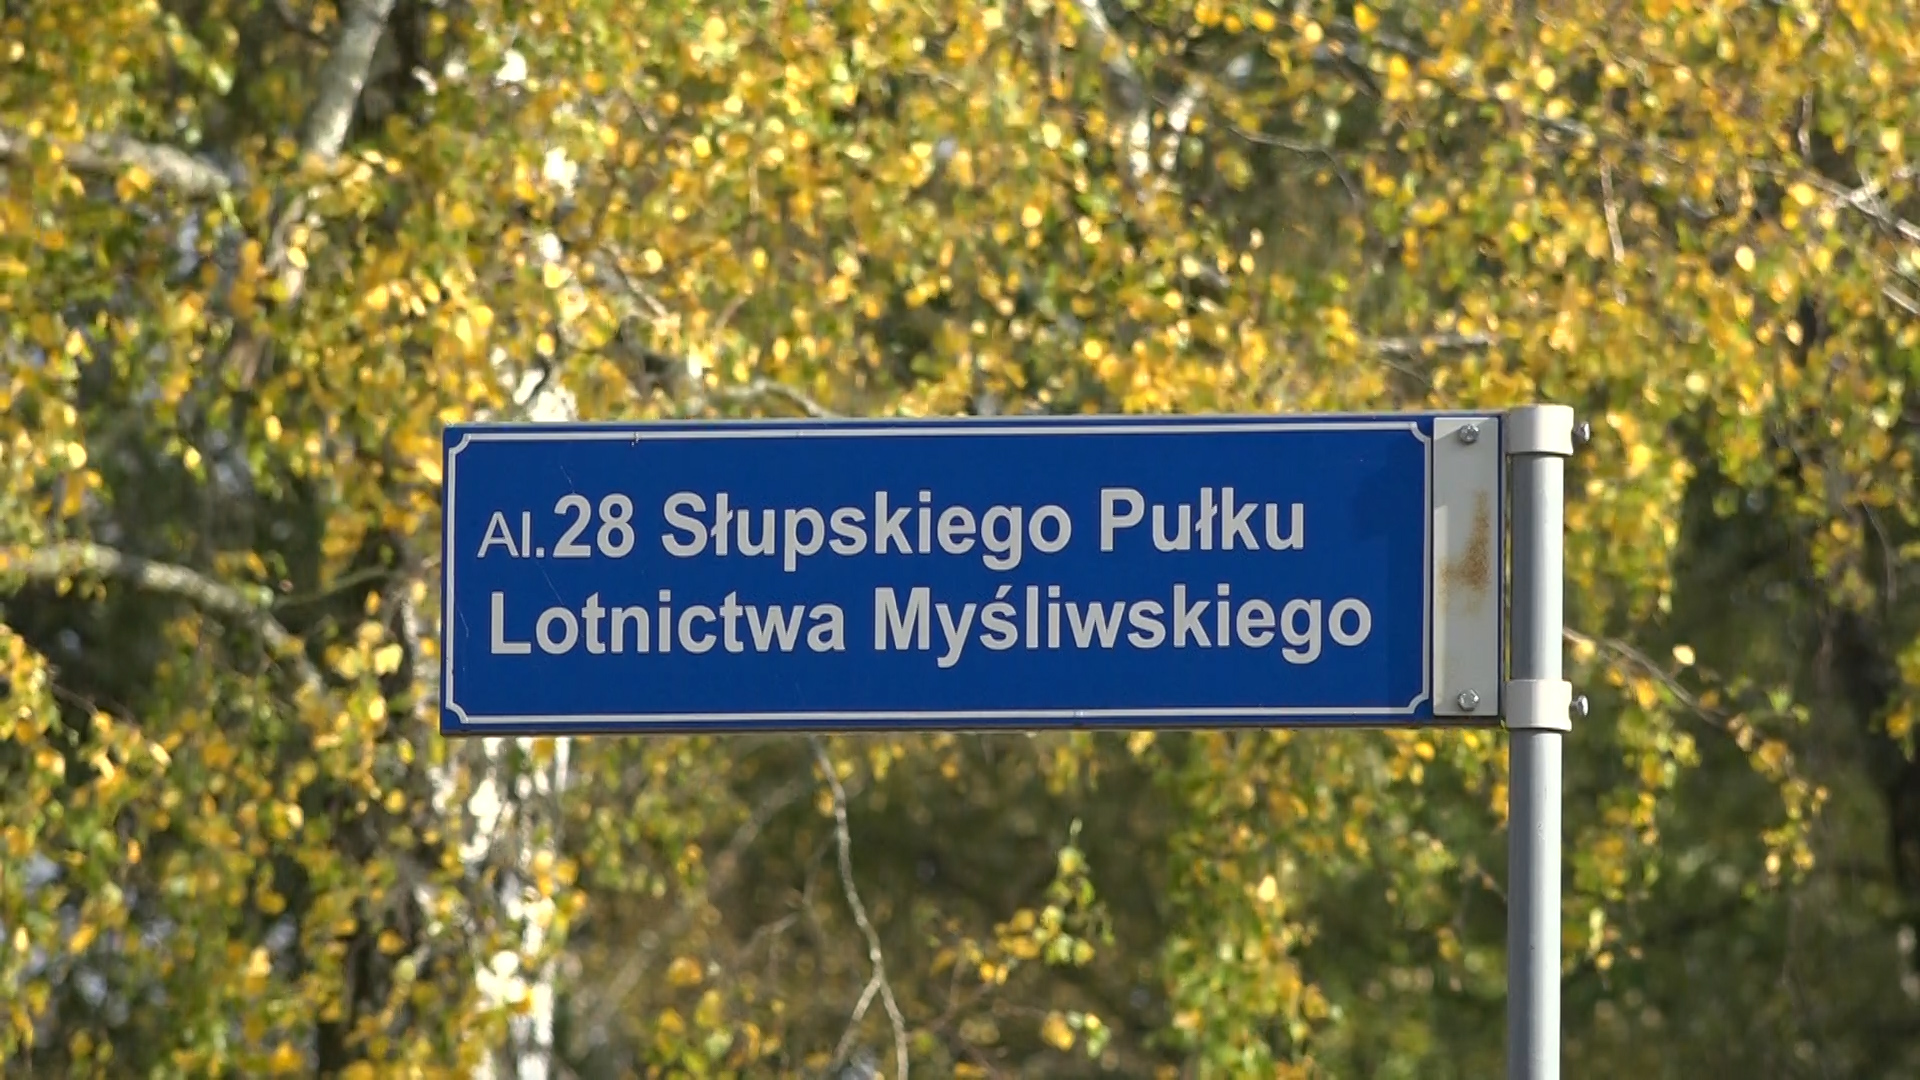 Al.28 Słupskiego Pułku
Lotnictwa Myśliwskiego